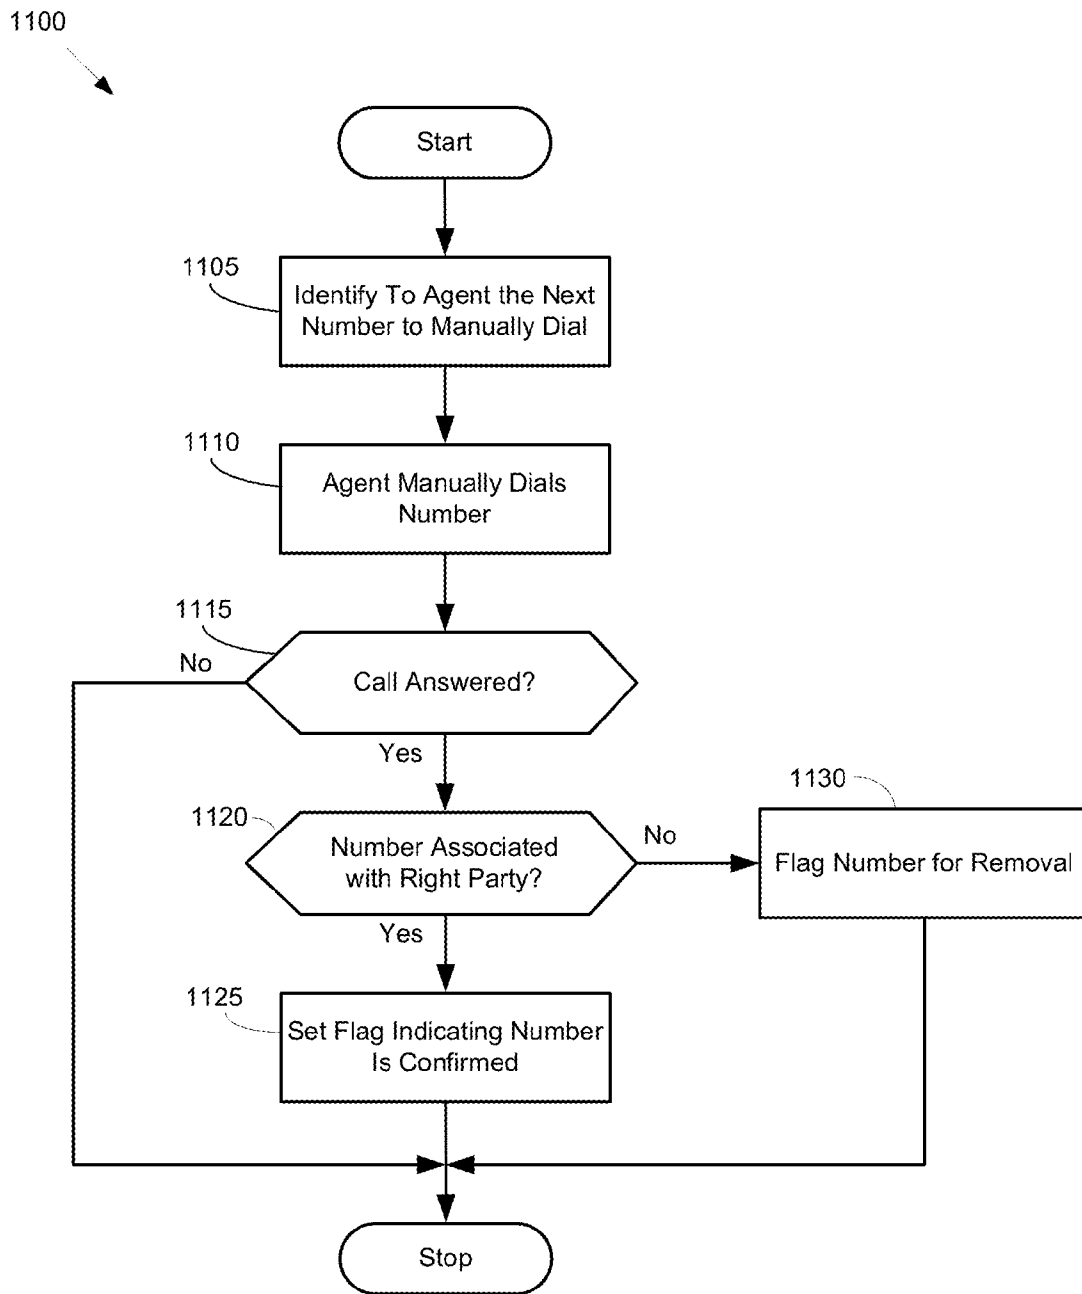 1100
Start
1105
Identify To Agent the Next
Number to Manually Dial
1110
Agent Manually Dials
Number
1115
No
Call Answered?
Yes
1130
1120
No
Number Associated
with Right Party?
Flag Number for Removal
Yes
1125
Set Flag Indicating Number
Is Confirmed
Stop